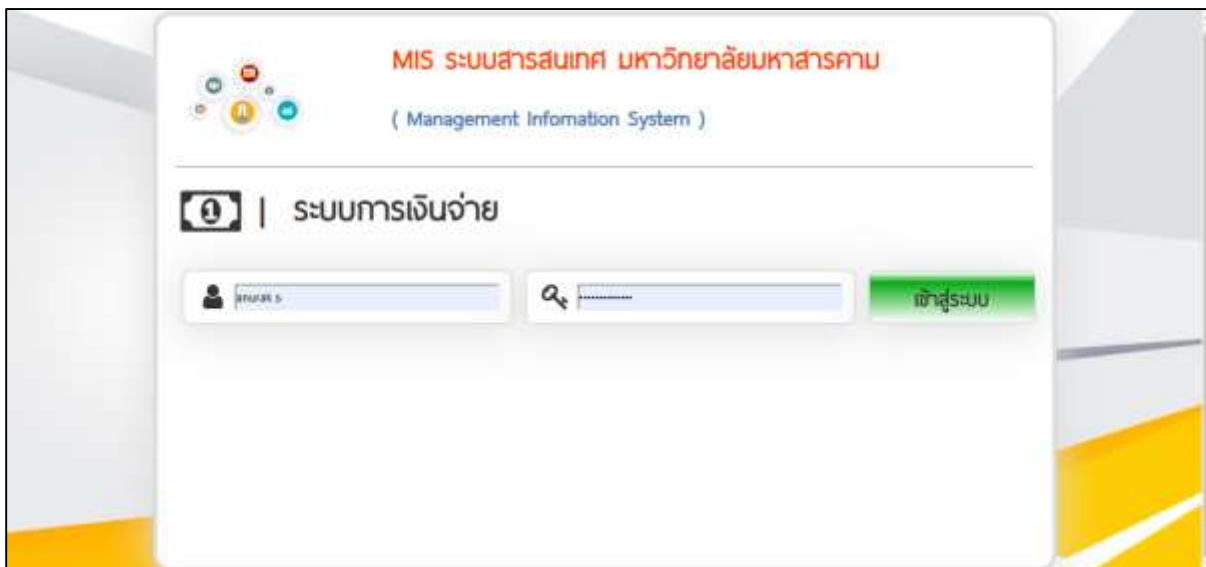 MIS ระบบสารสนเทศ มหาวิทยาลัยมหาสารคาม
( Management Infomation System )
| ระบบการเงินจ่าย
anurak s
เข้าสู่ระบบ